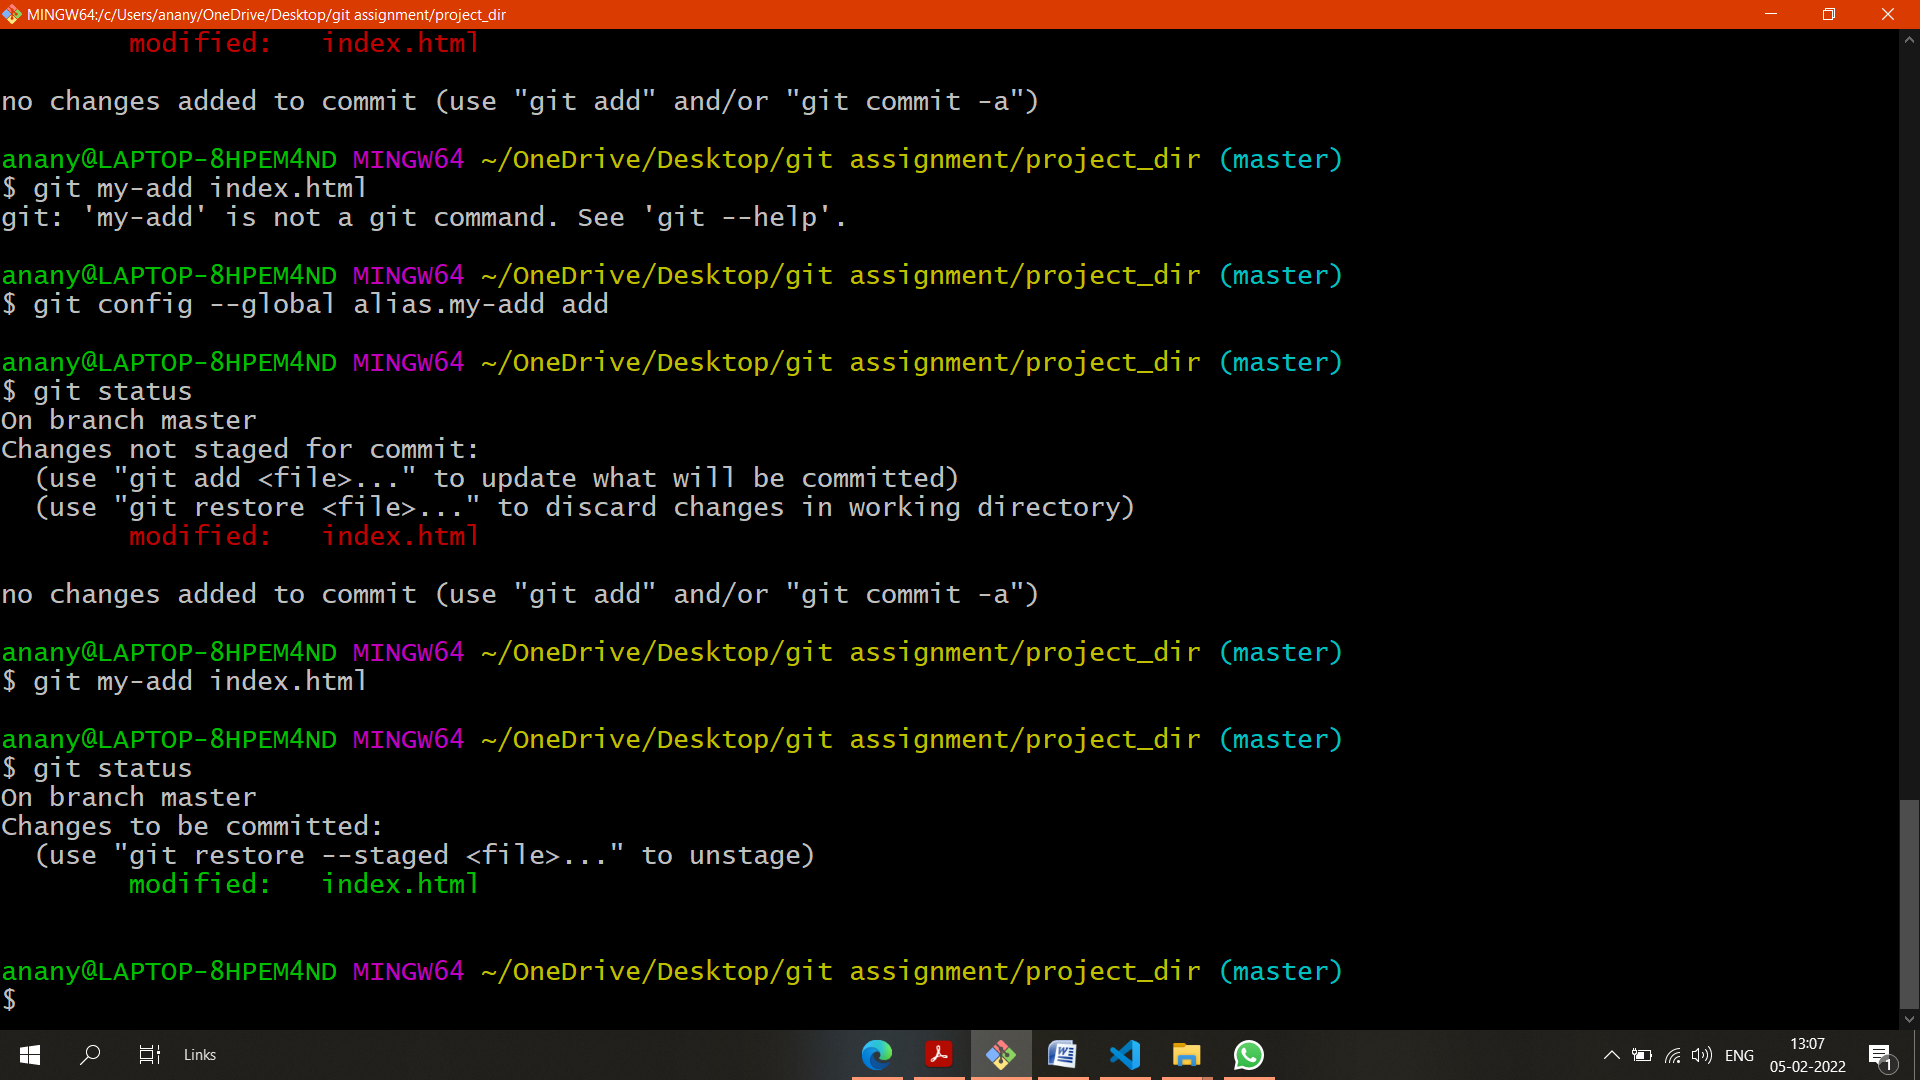 MINGW64:/c/Users/anany/OneDrive/Desktop/git assignment/project_dir
modified:   index.html
no changes added to commit (use "git add" and/or "git commit -a")
anany@LAPTOP-8HPEM4ND MINGW64 ~/OneDrive/Desktop/git assignment/project_dir (master)
$ git my-add index.html
git: 'my-add' is not a git command. See 'git --help'.
anany@LAPTOP-8HPEM4ND MINGW64 ~/OneDrive/Desktop/git assignment/project_dir (master)
$ git config --global alias.my-add add
anany@LAPTOP-8HPEM4ND MINGW64 ~/OneDrive/Desktop/git assignment/project_dir (master)
$ git status
On branch master
Changes not staged for commit:
  (use "git add <file>..." to update what will be committed)
  (use "git restore <file>..." to discard changes in working directory)
        modified:   index.html
no changes added to commit (use "git add" and/or "git commit -a")
anany@LAPTOP-8HPEM4ND MINGW64 ~/OneDrive/Desktop/git assignment/project_dir (master)
$ git my-add index.html
anany@LAPTOP-8HPEM4ND MINGW64 ~/OneDrive/Desktop/git assignment/project_dir (master)
$ git status
On branch master
Changes to be committed:
  (use "git restore --staged <file>..." to unstage)
        modified:   index.html
anany@LAPTOP-8HPEM4ND MINGW64 ~/OneDrive/Desktop/git assignment/project_dir (master)
$
Links
ENG
13:07
05-02-2022
1